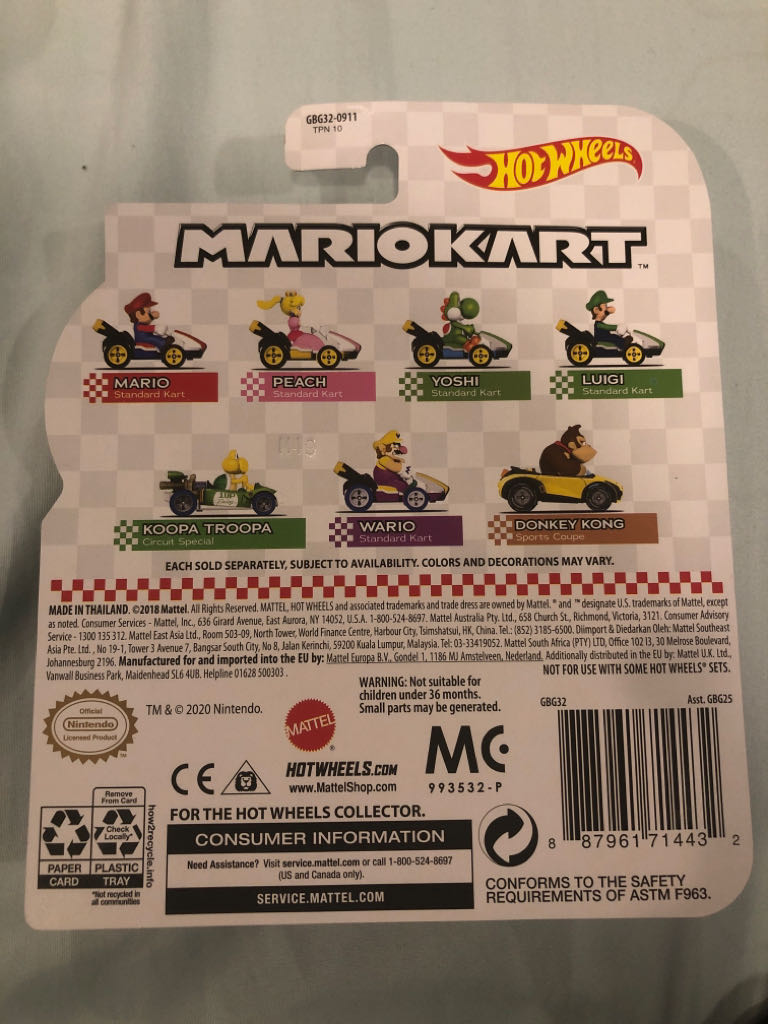 GBG32-0911
TPN 10
HOT WHEELS
MARIOKART™
MARIO
Standard Kart
PEACH
Standard Kart
YOSHI
Standard Kart
LUIGI
Standard Kart
1UP
KOOPA TROOPA
Circuit Special
WARIO
Standard Kart
DONKEY KONG
Sports Coupe
EACH SOLD SEPARATELY, SUBJECT TO AVAILABILITY. COLORS AND DECORATIONS MAY VARY.
MADE IN THAILAND. ©2018 Mattel. All Rights Reserved. MATTEL, HOT WHEELS and associated trademarks and trade dress are owned by Mattel. ® and ™ designate U.S. trademarks of Mattel, except
as noted. Consumer Services - Mattel, Inc., 636 Girard Avenue, East Aurora, NY 14052, U.S.A. 1-800-524-8697. Mattel Australia Pty. Ltd., 658 Church St., Richmond, Victoria, 3121. Consumer Advisory
Service - 1300 135 312. Mattel East Asia Ltd., Room 503-09, North Tower, World Finance Centre, Harbour City, Tsimshatsui, HK, China. Tel.: (852) 3185-6500. Diimport & Diedarkan Oleh: Mattel Southeast
Asia Pte. Ltd., No 19-1, Tower 3 Avenue 7, Bangsar South City, No 8, Jalan Kerinchi, 59200 Kuala Lumpur, Malaysia. Tel: 03-33419052. Mattel South Africa (PTY) LTD, Office 102 I3, 30 Melrose Boulevard,
Johannesburg 2196. Manufactured for and imported into the EU by: Mattel Europa B.V., Gondel 1, 1186 MJ Amstelveen, Nederland. Additionally distributed in the EU by: Mattel U.K. Ltd.,
Vanwall Business Park, Maidenhead SL6 4UB. Helpline 01628 500303.
NOT FOR USE WITH SOME HOT WHEELS® SETS.
Official
Nintendo
Licensed Product
™
TM & © 2020 Nintendo.
MATTEL®
WARNING: Not suitable for
children under 36 months.
Small parts may be generated.
GBG32
Asst. GBG25
CE
HOTWHEELS.COM
www.MattelShop.com
MC
993532-P
8 87961 71443 2
Remove
From Card
Check
Locally*
PAPER
CARD
PLASTIC
TRAY
*Not recycled in
all communities
how2recycle.info
FOR THE HOT WHEELS COLLECTOR.
CONSUMER INFORMATION
Need Assistance? Visit service.mattel.com or call 1-800-524-8697
(US and Canada only).
SERVICE.MATTEL.COM
CONFORMS TO THE SAFETY
REQUIREMENTS OF ASTM F963.